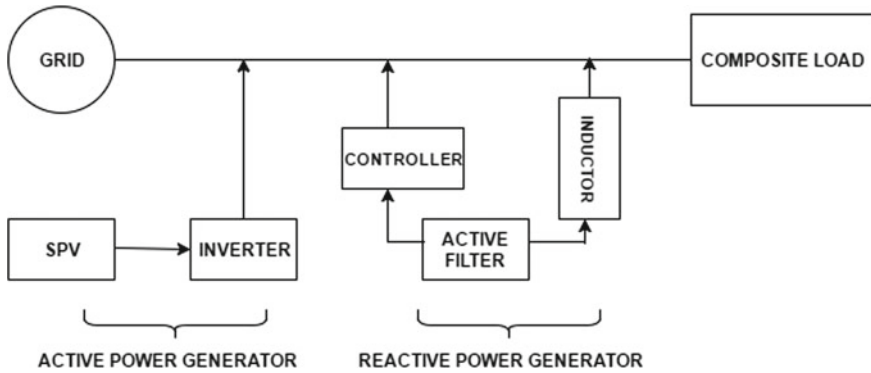 GRID
COMPOSITE LOAD
CONTROLLER
INDUCTOR
SPV
INVERTER
ACTIVE
FILTER
ACTIVE POWER GENERATOR
REACTIVE POWER GENERATOR